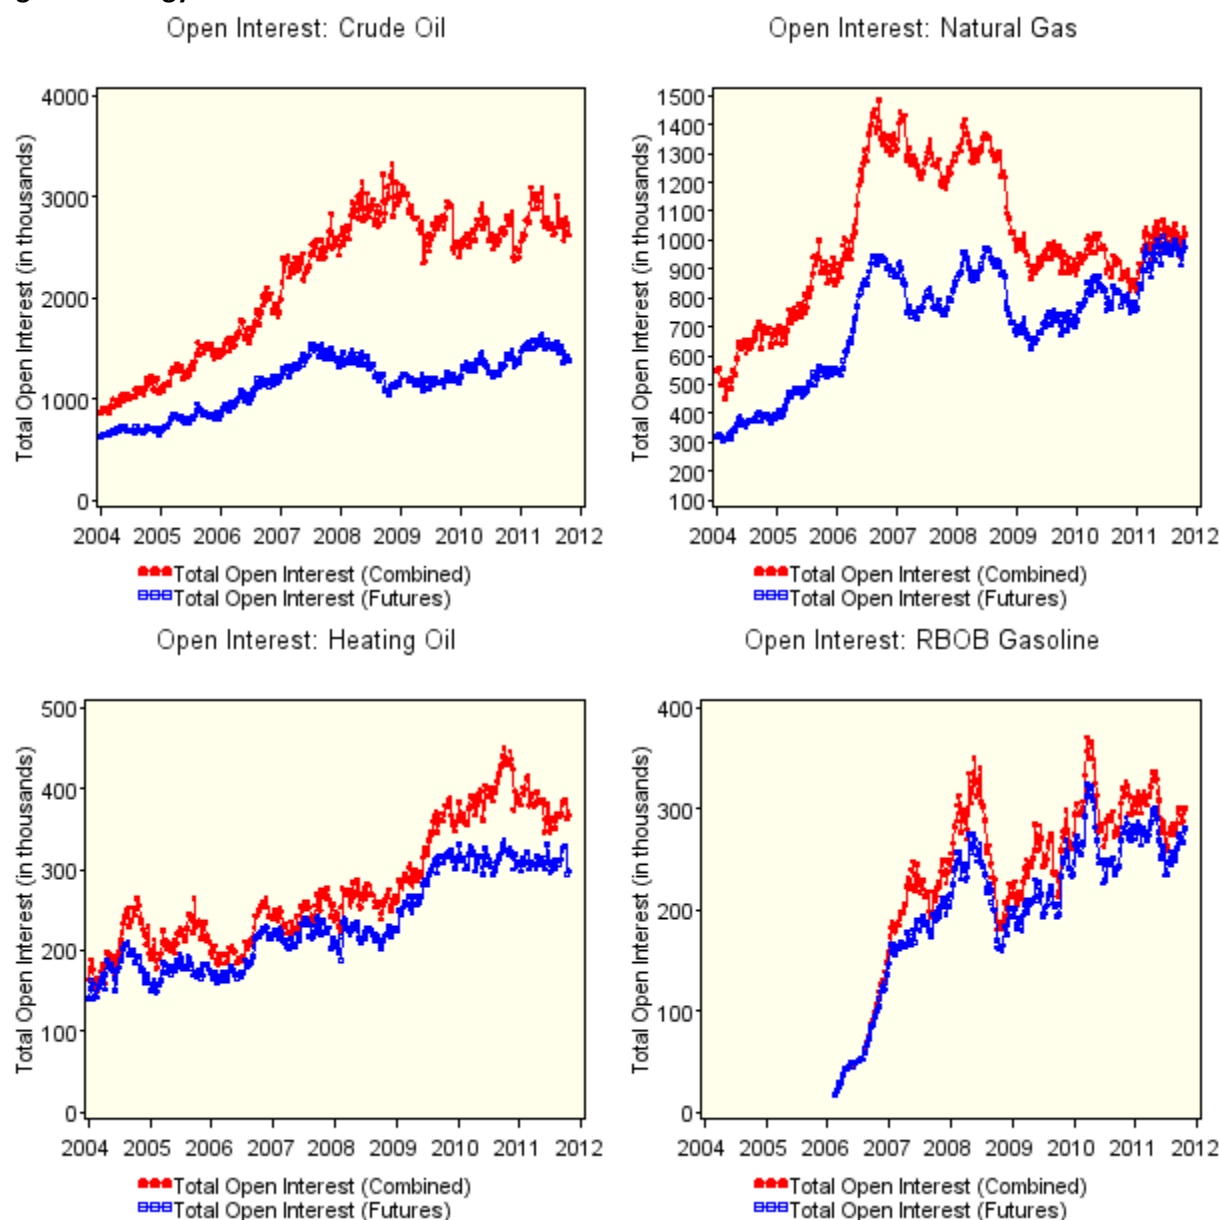 Open Interest: Crude Oil
Total Open Interest (in thousands)
4000
3000
2000
1000
0
2004 2005 2006 2007 2008 2009 2010 2011 2012
Total Open Interest (Combined)
Total Open Interest (Futures)
Open Interest: Natural Gas
Total Open Interest (in thousands)
1500
1400
1300
1200
1100
1000
900
800
700
600
500
400
300
200
100
2004 2005 2006 2007 2008 2009 2010 2011 2012
Total Open Interest (Combined)
Total Open Interest (Futures)
Open Interest: Heating Oil
Total Open Interest (in thousands)
500
400
300
200
100
0
2004 2005 2006 2007 2008 2009 2010 2011 2012
Total Open Interest (Combined)
Total Open Interest (Futures)
Open Interest: RBOB Gasoline
Total Open Interest (in thousands)
400
300
200
100
0
2004 2005 2006 2007 2008 2009 2010 2011 2012
Total Open Interest (Combined)
Total Open Interest (Futures)